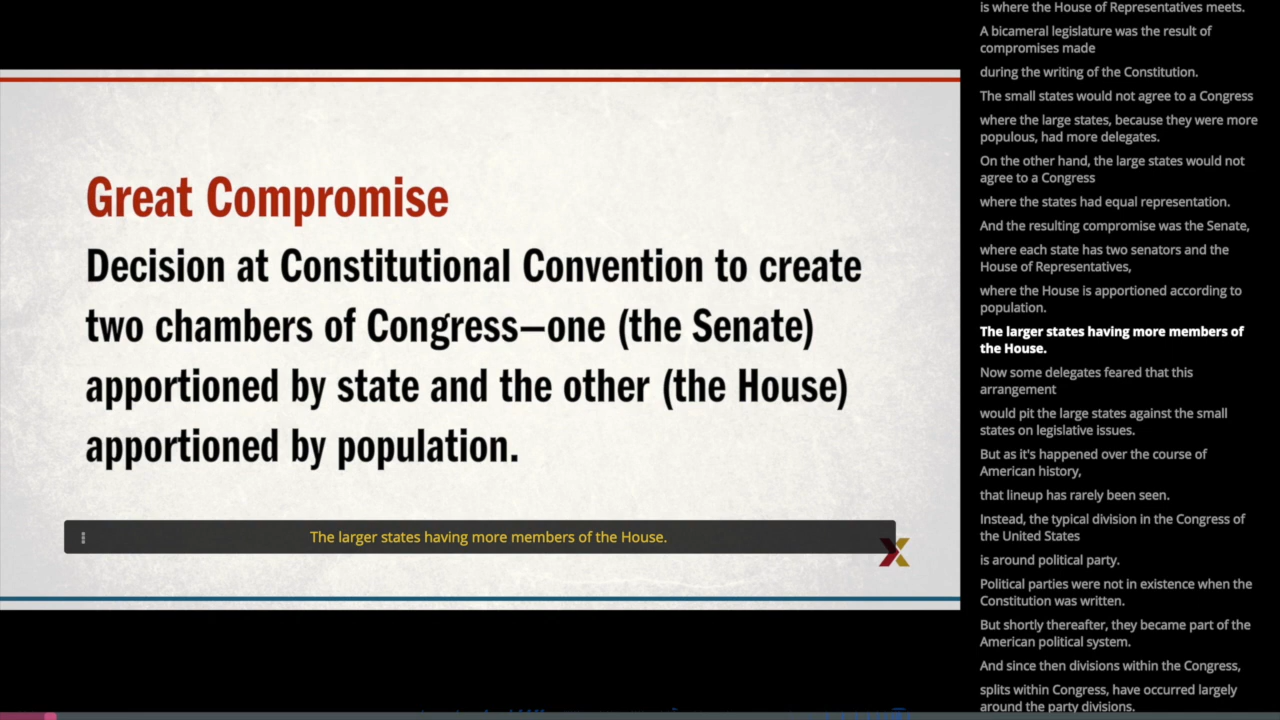 Great Compromise
Decision at Constitutional Convention to create
two chambers of Congress—one (the Senate)
apportioned by state and the other (the House)
apportioned by population.
The larger states having more members of the House.
is where the House of Representatives meets.
A bicameral legislature was the result of
compromises made
during the writing of the Constitution.
The small states would not agree to a Congress
where the large states, because they were more
populous, had more delegates.
On the other hand, the large states would not
agree to a Congress
where the states had equal representation.
And the resulting compromise was the Senate,
where each state has two senators and the
House of Representatives,
where the House is apportioned according to
population.
The larger states having more members of
the House.
Now some delegates feared that this
arrangement
would pit the large states against the small
states on legislative issues.
But as it's happened over the course of
American history,
that lineup has rarely been seen.
Instead, the typical division in the Congress of
the United States
is around political party.
Political parties were not in existence when the
Constitution was written.
But shortly thereafter, they became part of the
American political system.
And since then divisions within the Congress,
splits within Congress, have occurred largely
around the party divisions.